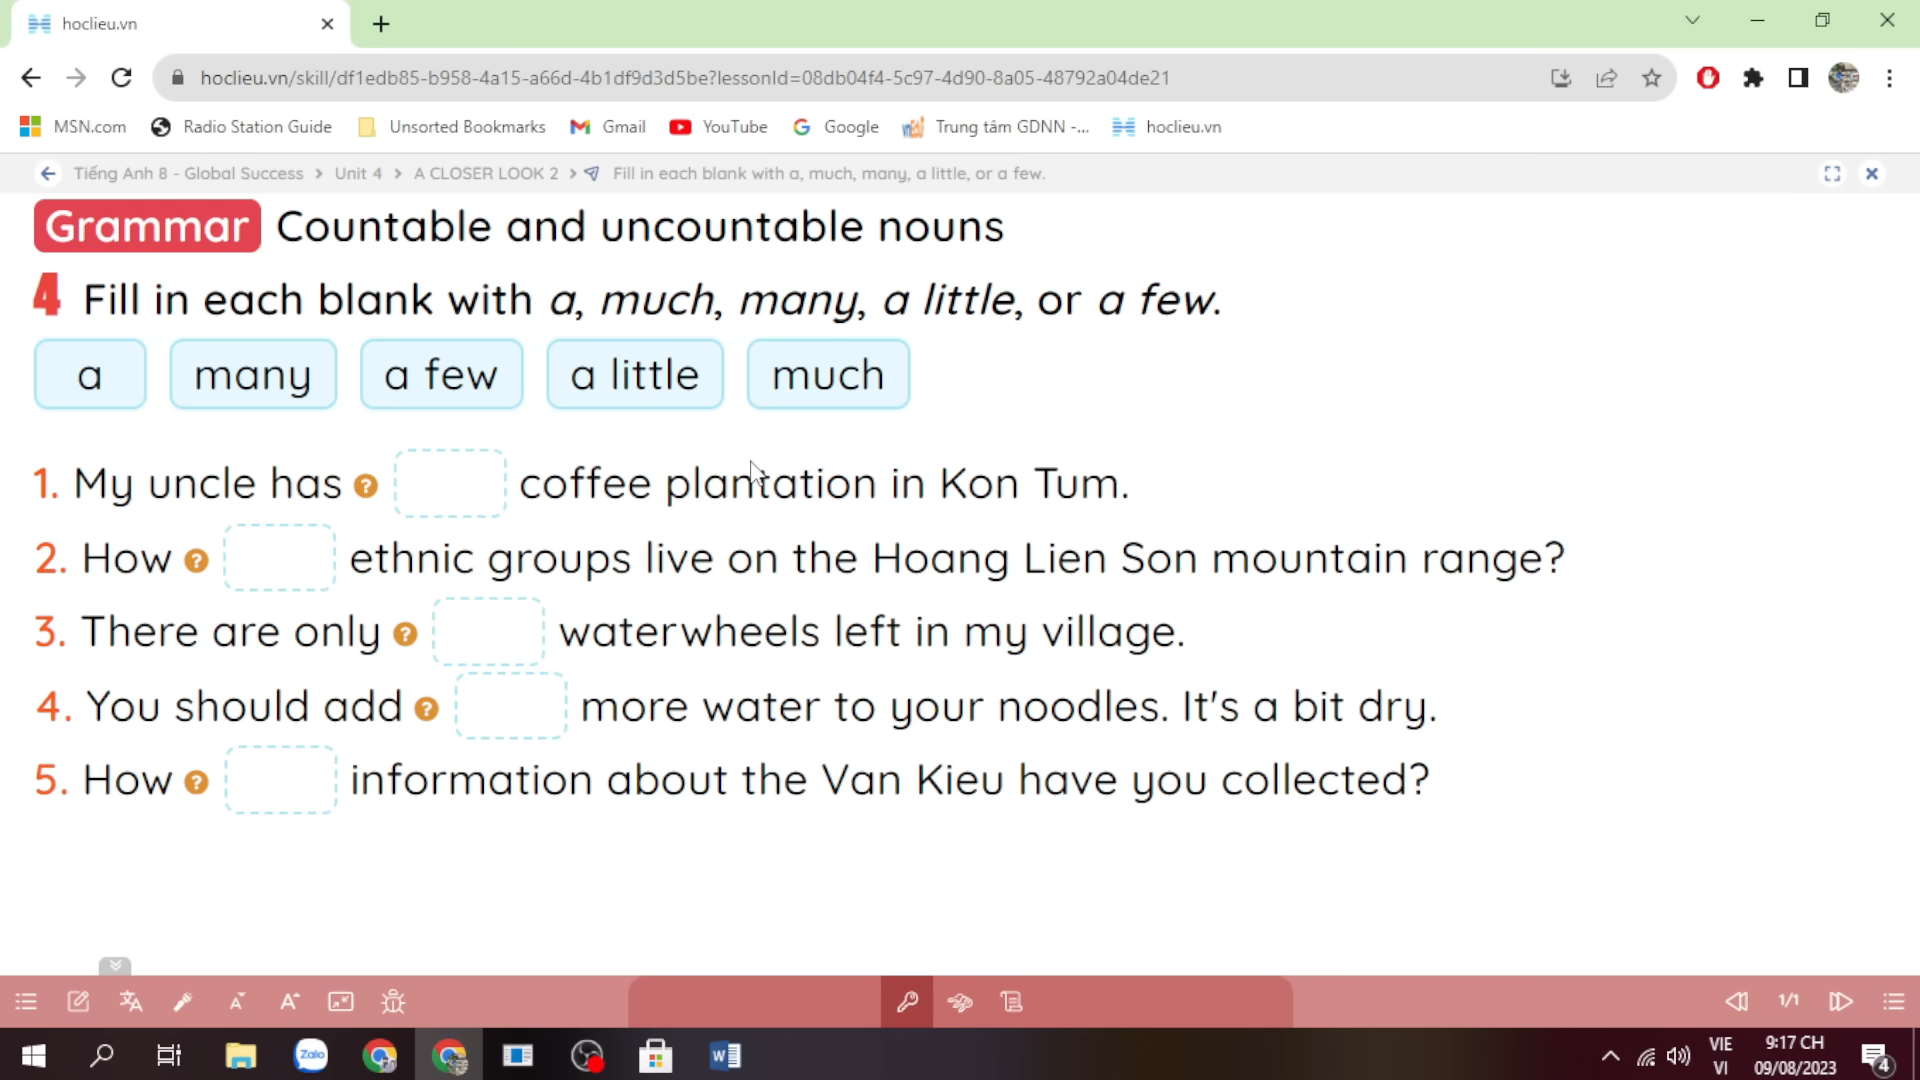 hoclieu.vn
hoclieu.vn/skill/df1edb85-b958-4a15-a66d-4b1df9d3d5be?lessonId=08db04f4-5c97-4d90-8a05-48792a04de21
MSN.com Radio Station Guide Unsorted Bookmarks Gmail YouTube Google Trung tâm GDNN -... hoclieu.vn
Tiếng Anh 8 - Global Success > Unit 4 > A CLOSER LOOK 2 > Fill in each blank with a, much, many, a little, or a few.
Grammar Countable and uncountable nouns
4 Fill in each blank with a, much, many, a little, or a few.
a many a few a little much
1. My uncle has ? coffee plantation in Kon Tum.
2. How ? ethnic groups live on the Hoang Lien Son mountain range?
3. There are only ? waterwheels left in my village.
4. You should add ? more water to your noodles. It's a bit dry.
5. How ? information about the Van Kieu have you collected?
1/1
Zalo
VIE 9:17 CH
VI 09/08/2023 4